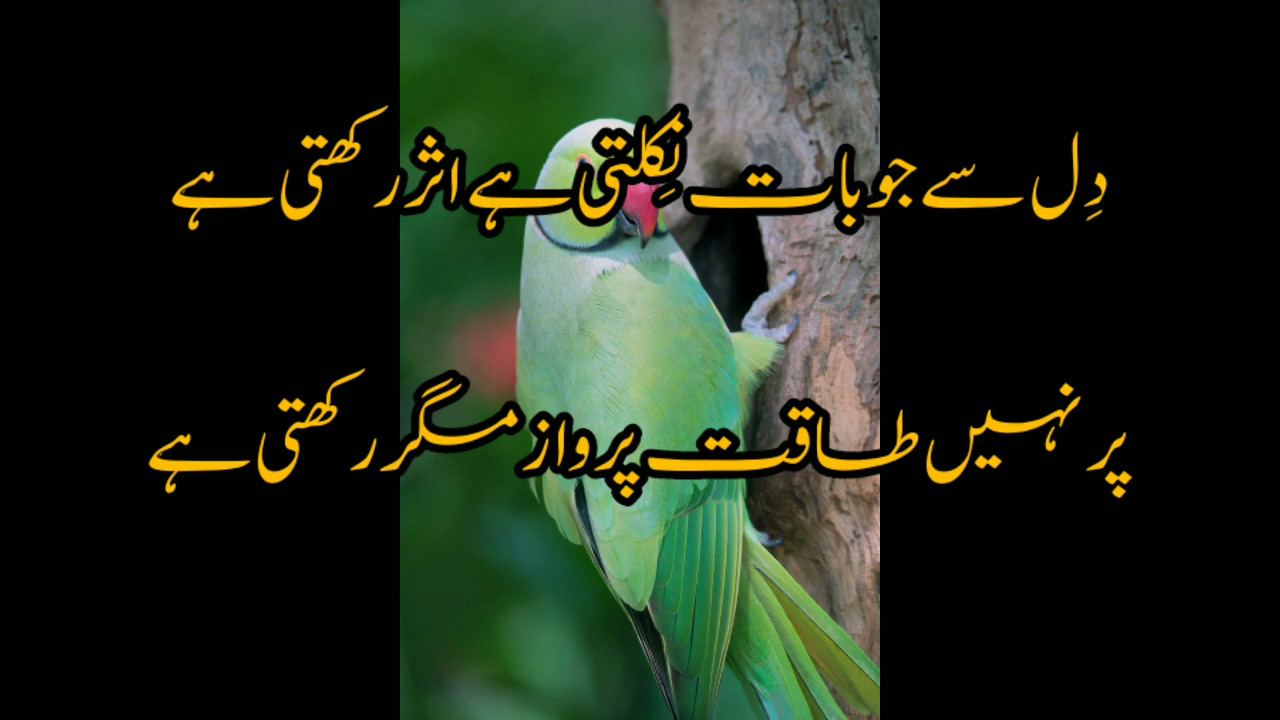 دِل سے جو بات نِکلتی ہے اثر رکھتی ہے
پر نہیں طاقت پرواز مگر رکھتی ہے